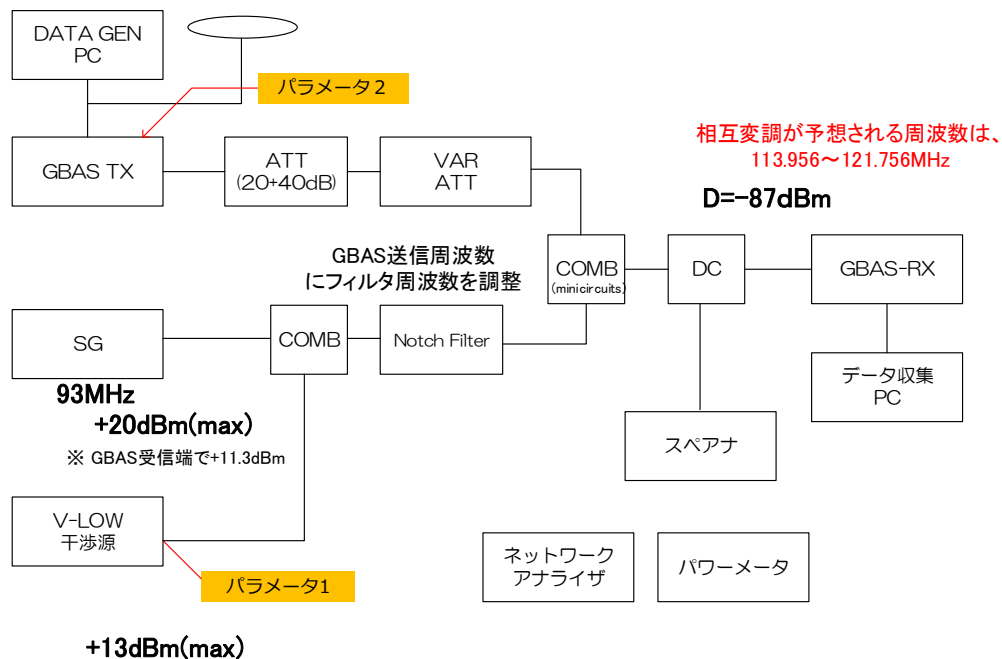 DATA GEN
PC
パラメータ２
GBAS TX
ATT
(20+40dB)
VAR
ATT
相互変調が予想される周波数は、
113.956～121.756MHz
D=-87dBm
GBAS送信周波数
にフィルタ周波数を調整
COMB
(minicircuits)
DC
GBAS-RX
SG
COMB
Notch Filter
93MHz
+20dBm(max)
※ GBAS受信端で+11.3dBm
データ収集
PC
スペアナ
V-LOW
干渉源
パラメータ1
ネットワーク
アナライザ
パワーメータ
+13dBm(max)